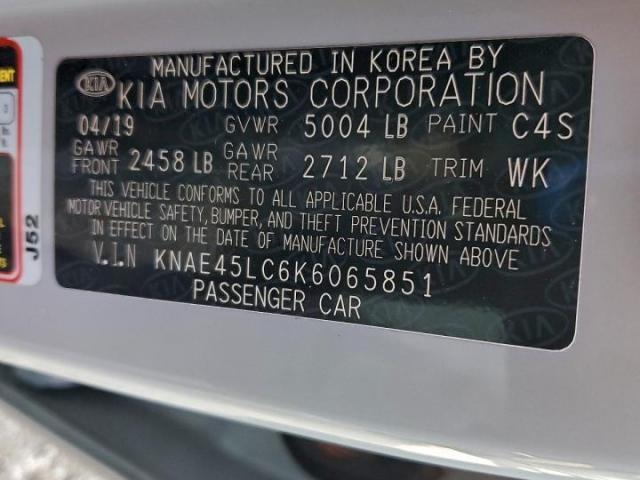 MANUFACTURED IN KOREA BY
KIA KIA MOTORS CORPORATION
04/19 GVWR 5004 LB PAINT C4S
GAWR FRONT 2458 LB GAWR REAR 2712 LB TRIM WK
THIS VEHICLE CONFORMS TO ALL APPLICABLE U.S.A. FEDERAL
MOTOR VEHICLE SAFETY, BUMPER, AND THEFT PREVENTION STANDARDS
IN EFFECT ON THE DATE OF MANUFACTURE SHOWN ABOVE
V.I.N KNAE45LC6K6065851
PASSENGER CAR
J52